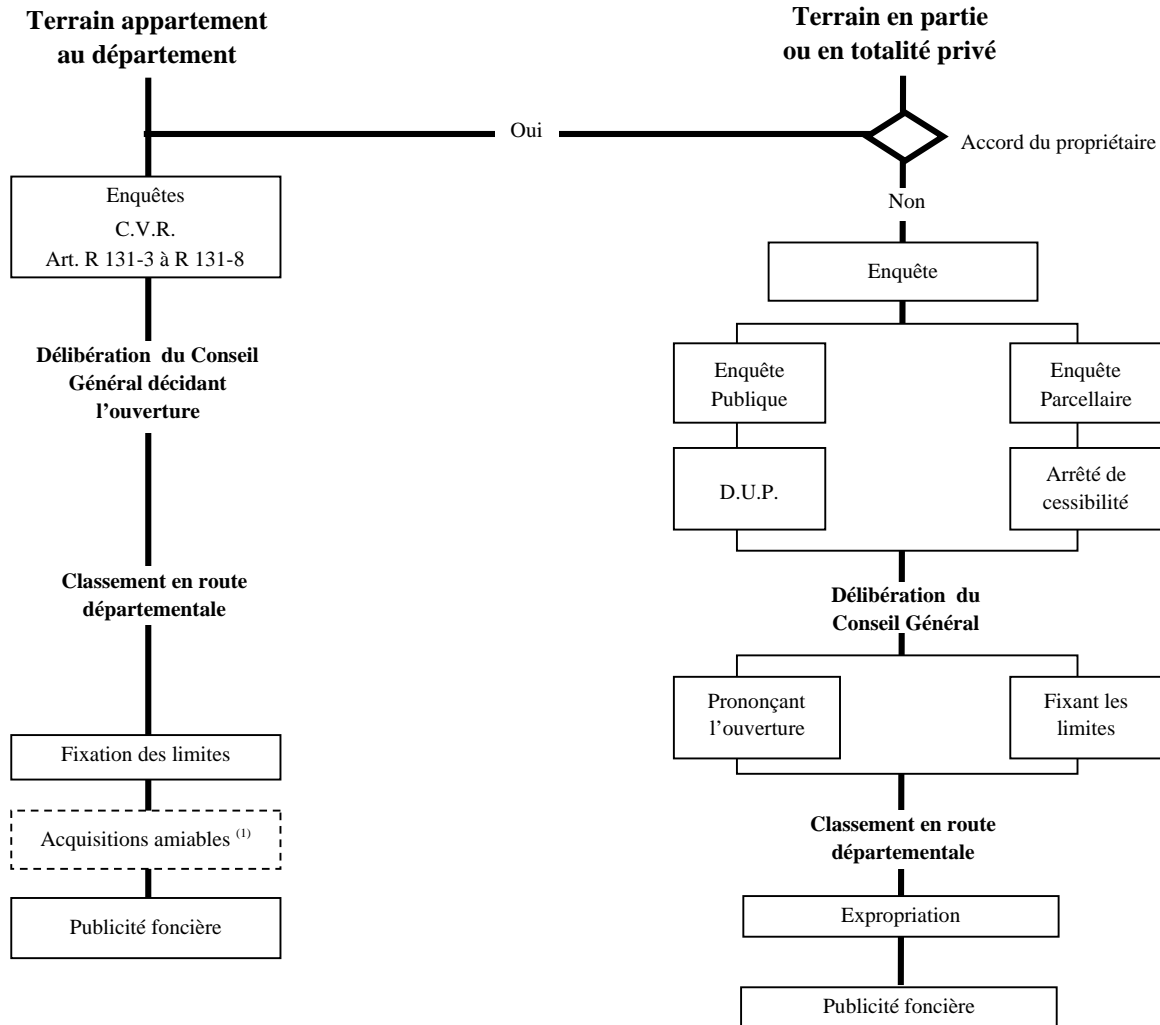 Terrain appartement
au département
Terrain en partie
ou en totalité privé
Oui
Accord du propriétaire
Non
Enquêtes
C.V.R.
Art. R 131-3 à R 131-8
Délibération du Conseil
Général décidant
l’ouverture
Classement en route
départementale
Fixation des limites
Acquisitions amiables (1)
Publicité foncière
Enquête
Enquête
Publique
Enquête
Parcellaire
D.U.P.
Arrêté de
cessibilité
Délibération du
Conseil Général
Prononçant
l’ouverture
Fixant les
limites
Classement en route
départementale
Expropriation
Publicité foncière